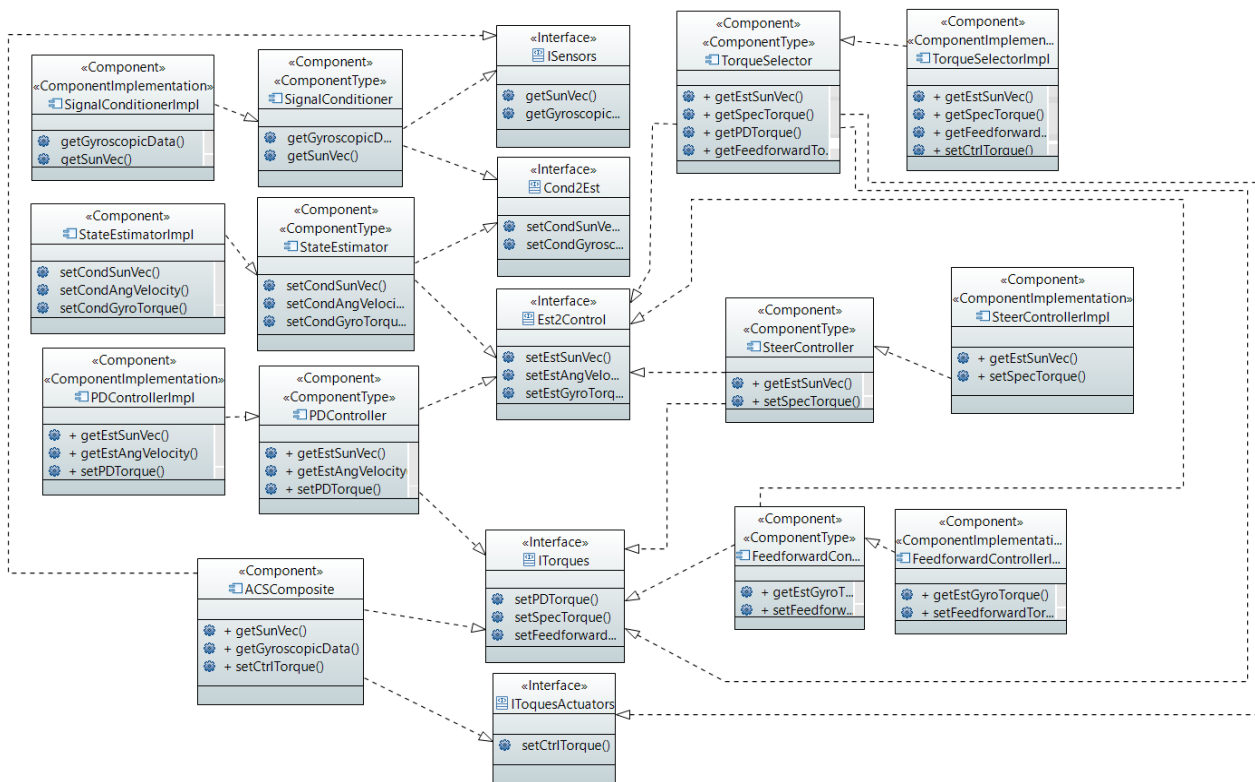 «Component»
«ComponentImplementation»
SignalConditionerImpl
getGyroscopicData()
getSunVec()
«Component»
«ComponentType»
SignalConditioner
getGyroscopicD...
getSunVec()
«Interface»
ISensors
getSunVec()
getGyroscopic...
«Component»
«ComponentType»
TorqueSelector
+ getEstSunVec()
+ getSpecTorque()
+ getPDTorque()
+ getFeedforwardTo...
«Component»
«ComponentImplemen...
TorqueSelectorImpl
+ getEstSunVec()
+ getSpecTorque()
+ getFeedforward...
+ setCtrlTorque()
«Interface»
Cond2Est
setCondSunVe...
setCondGyrosc...
«Component»
StateEstimatorImpl
setCondSunVec()
setCondAngVelocity()
setCondGyroTorque()
«Component»
«ComponentType»
StateEstimator
setCondSunVec()
setCondAngVeloci...
setCondGyroTorqu...
«Interface»
Est2Control
setEstSunVec()
setEstAngVelo...
setEstGyroTorq...
«Component»
«ComponentType»
SteerController
+ getEstSunVec()
+ setSpecTorque()
«Component»
«ComponentImplementation»
SteerControllerImpl
+ getEstSunVec()
+ setSpecTorque()
«Component»
«ComponentImplementation»
PDControllerImpl
+ getEstSunVec()
+ getEstAngVelocity()
+ setPDTorque()
«Component»
«ComponentType»
PDController
+ getEstSunVec()
+ getEstAngVelocity
+ setPDTorque()
«Interface»
ITorques
setPDTorque()
setSpecTorque()
setFeedforward...
«Component»
«ComponentType»
FeedforwardCon...
+ getEstGyroT...
+ setFeedforw...
«Component»
«ComponentImplementati...
FeedforwardControllerI...
+ getEstGyroTorque()
+ setFeedforwardTor...
«Component»
ACSComposite
+ getSunVec()
+ getGyroscopicData()
+ setCtrlTorque()
«Interface»
IToquesActuators
setCtrlTorque()